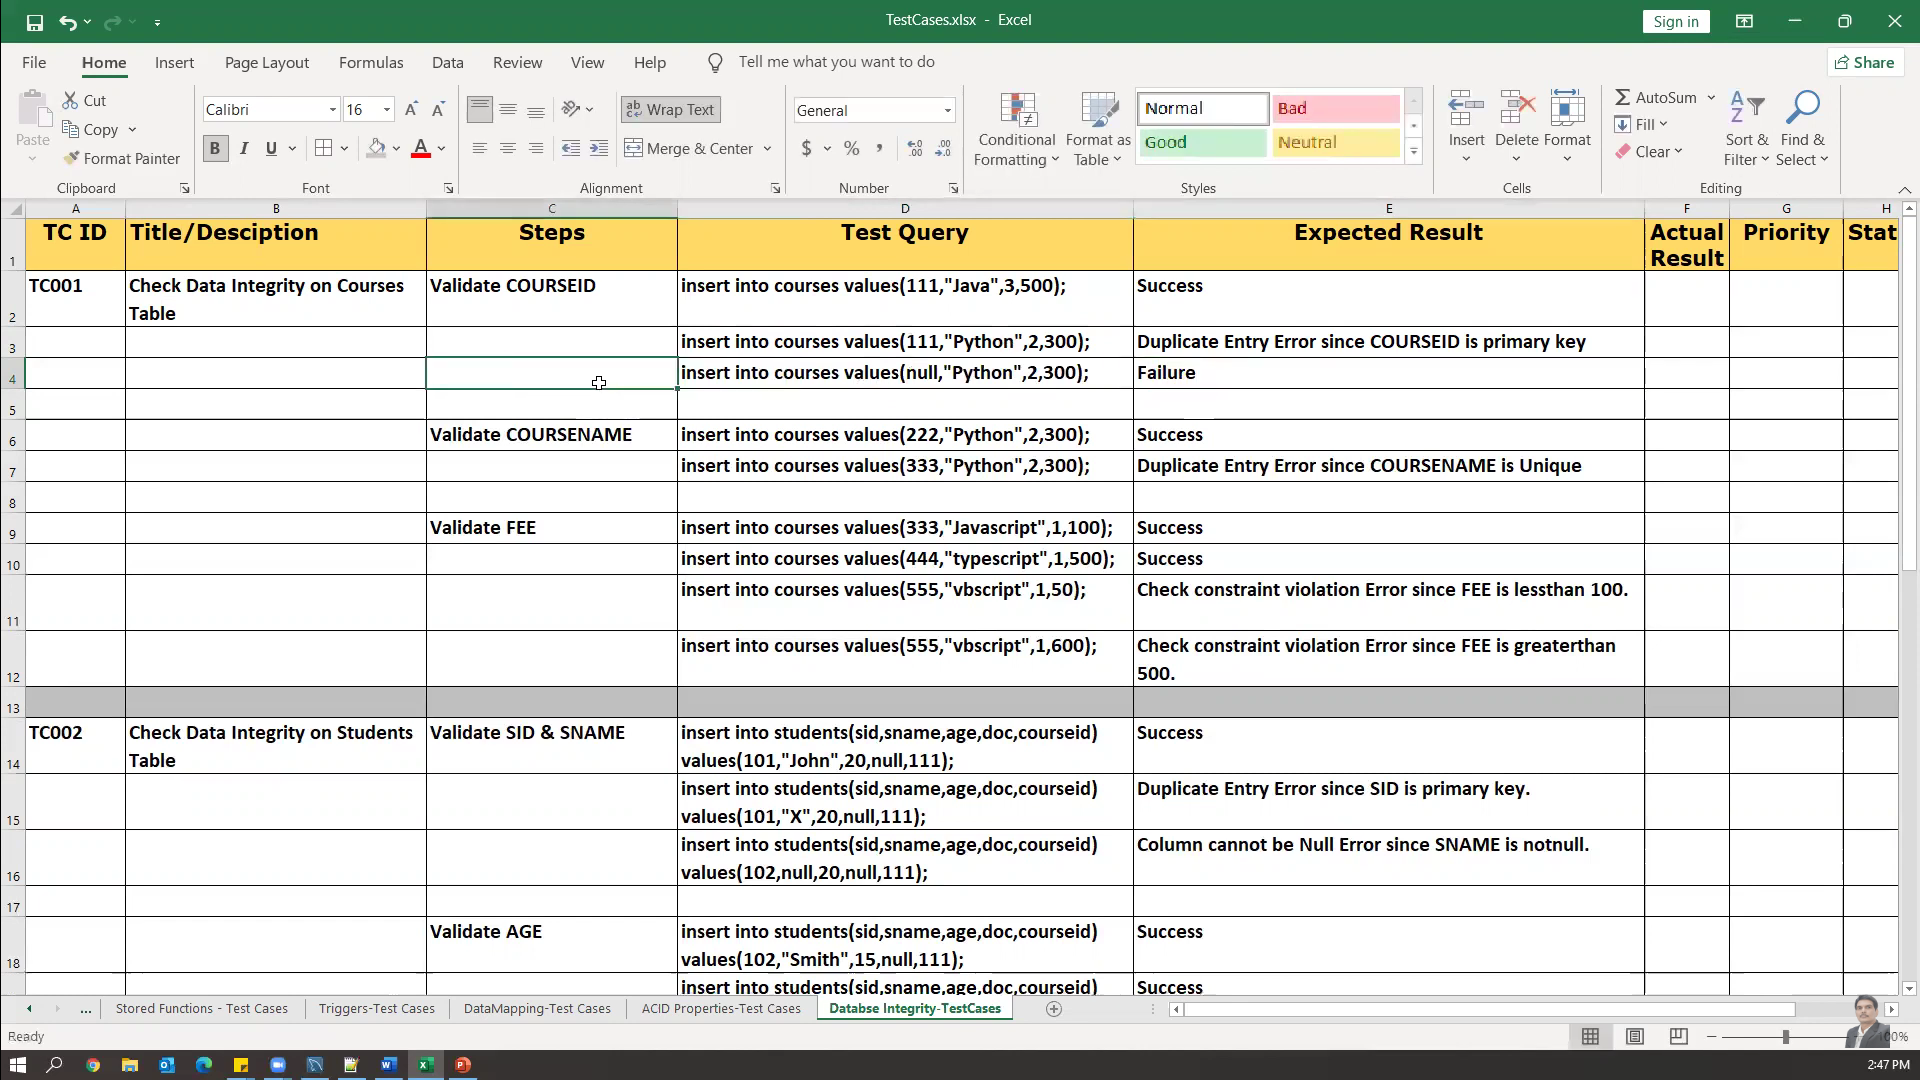 TestCases.xlsx - Excel
Sign in
File Home Insert Page Layout Formulas Data Review View Help Tell me what you want to do Share
Paste
Cut
Copy
Format Painter
Clipboard
Calibri 16
B I U
Font
ab Wrap Text
Merge & Center
Alignment
General
$ % ,
Number
Conditional Formatting
Format as Table
Normal Bad
Good Neutral
Styles
Insert Delete Format
Cells
AutoSum
Fill
Clear
Sort & Filter
Find & Select
Editing
A B C D E F G H
1 TC ID Title/Desciption Steps Test Query Expected Result Actual Result Priority Stat
2 TC001 Check Data Integrity on Courses Table Validate COURSEID insert into courses values(111,"Java",3,500); Success
3 insert into courses values(111,"Python",2,300); Duplicate Entry Error since COURSEID is primary key
4 insert into courses values(null,"Python",2,300); Failure
5
6 Validate COURSENAME insert into courses values(222,"Python",2,300); Success
7 insert into courses values(333,"Python",2,300); Duplicate Entry Error since COURSENAME is Unique
8
9 Validate FEE insert into courses values(333,"Javascript",1,100); Success
10 insert into courses values(444,"typescript",1,500); Success
11 insert into courses values(555,"vbscript",1,50); Check constraint violation Error since FEE is lessthan 100.
12 insert into courses values(555,"vbscript",1,600); Check constraint violation Error since FEE is greaterthan 500.
13
14 TC002 Check Data Integrity on Students Table Validate SID & SNAME insert into students(sid,sname,age,doc,courseid) values(101,"John",20,null,111); Success
15 insert into students(sid,sname,age,doc,courseid) values(101,"X",20,null,111); Duplicate Entry Error since SID is primary key.
16 insert into students(sid,sname,age,doc,courseid) values(102,null,20,null,111); Column cannot be Null Error since SNAME is notnull.
17
18 Validate AGE insert into students(sid,sname,age,doc,courseid) values(102,"Smith",15,null,111); Success
insert into students(sid,sname,age,doc,courseid) Success
... Stored Functions - Test Cases Triggers-Test Cases DataMapping-Test Cases ACID Properties-Test Cases Databse Integrity-TestCases
Ready
100%
2:47 PM